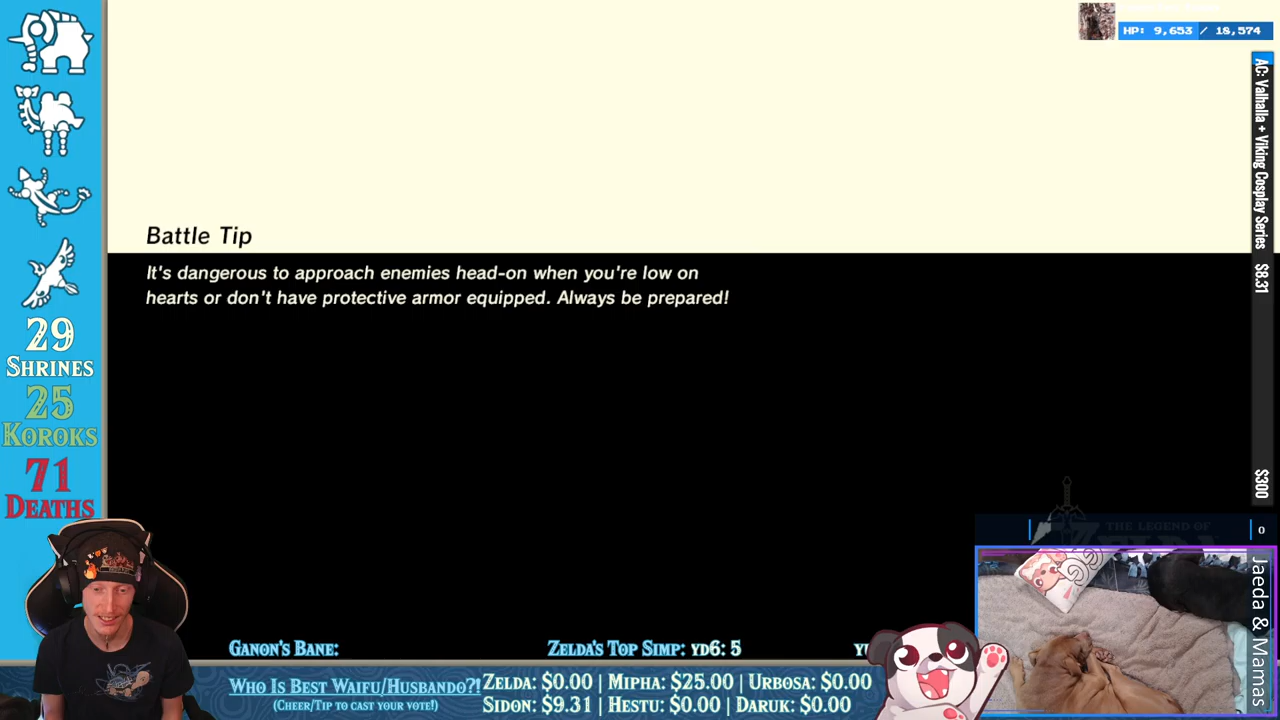 HP: 9,653 / 18,574
AC: Valhalla + Viking Cosplay Series $8.31
$300
Battle Tip
It's dangerous to approach enemies head-on when you're low on
hearts or don't have protective armor equipped. Always be prepared!
29
SHRINES
25
KOROKS
71
DEATHS
THE LEGEND OF
ZELDA
0
Jaeda & Mamas
GANON'S BANE:
ZELDA'S TOP SIMP: YD6: 5
WHO IS BEST WAIFU/HUSBANDO?!
(CHEER/TIP TO CAST YOUR VOTE!)
ZELDA: $0.00 | MIPHA: $25.00 | URBOSA: $0.00
SIDON: $9.31 | HESTU: $0.00 | DARUK: $0.00